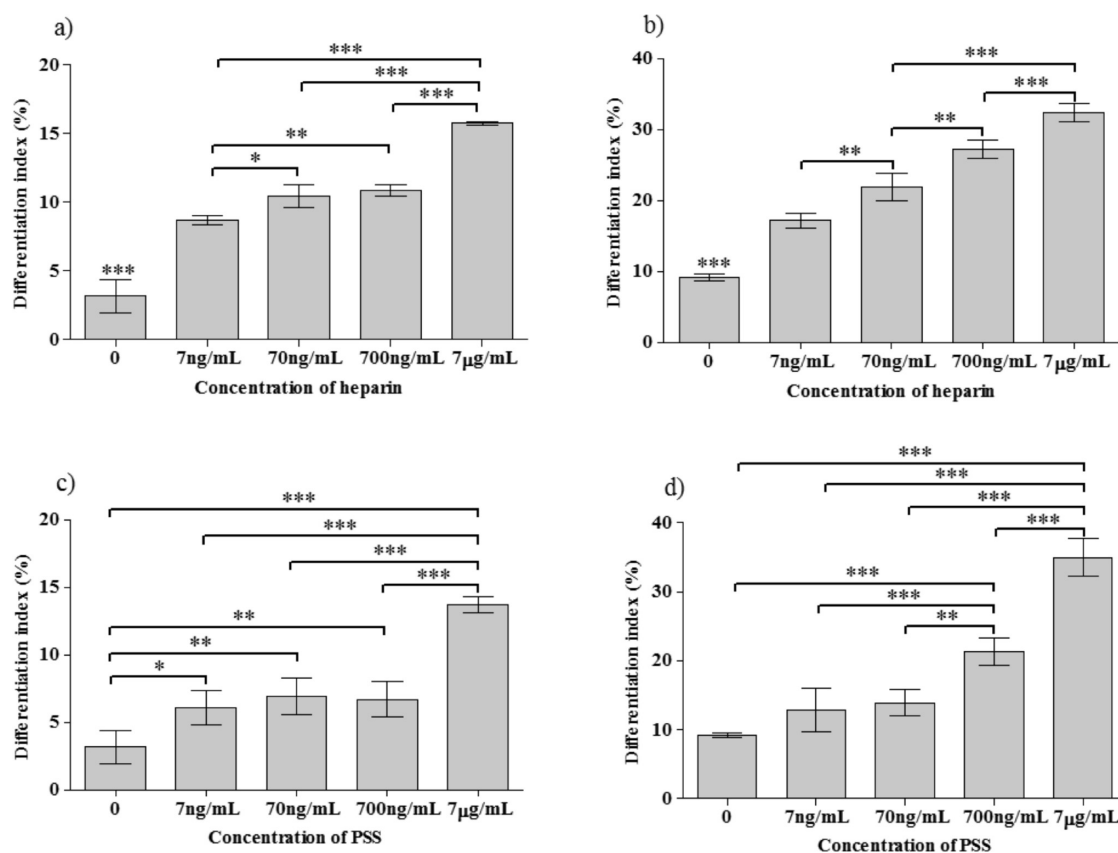 a)
***
***
***
**
*
***
Differentiation index (%)
20
15
10
5
0
0 7ng/mL 70ng/mL 700ng/mL 7μg/mL
Concentration of heparin
b)
***
***
**
**
***
Differentiation index (%)
40
30
20
10
0
0 7ng/mL 70ng/mL 700ng/mL 7μg/mL
Concentration of heparin
c)
***
***
***
***
**
**
*
Differentiation index (%)
20
15
10
5
0
0 7ng/mL 70ng/mL 700ng/mL 7μg/mL
Concentration of PSS
d)
***
***
***
***
***
***
**
Differentiation index (%)
40
30
20
10
0
0 7ng/mL 70ng/mL 700ng/mL 7μg/mL
Concentration of PSS